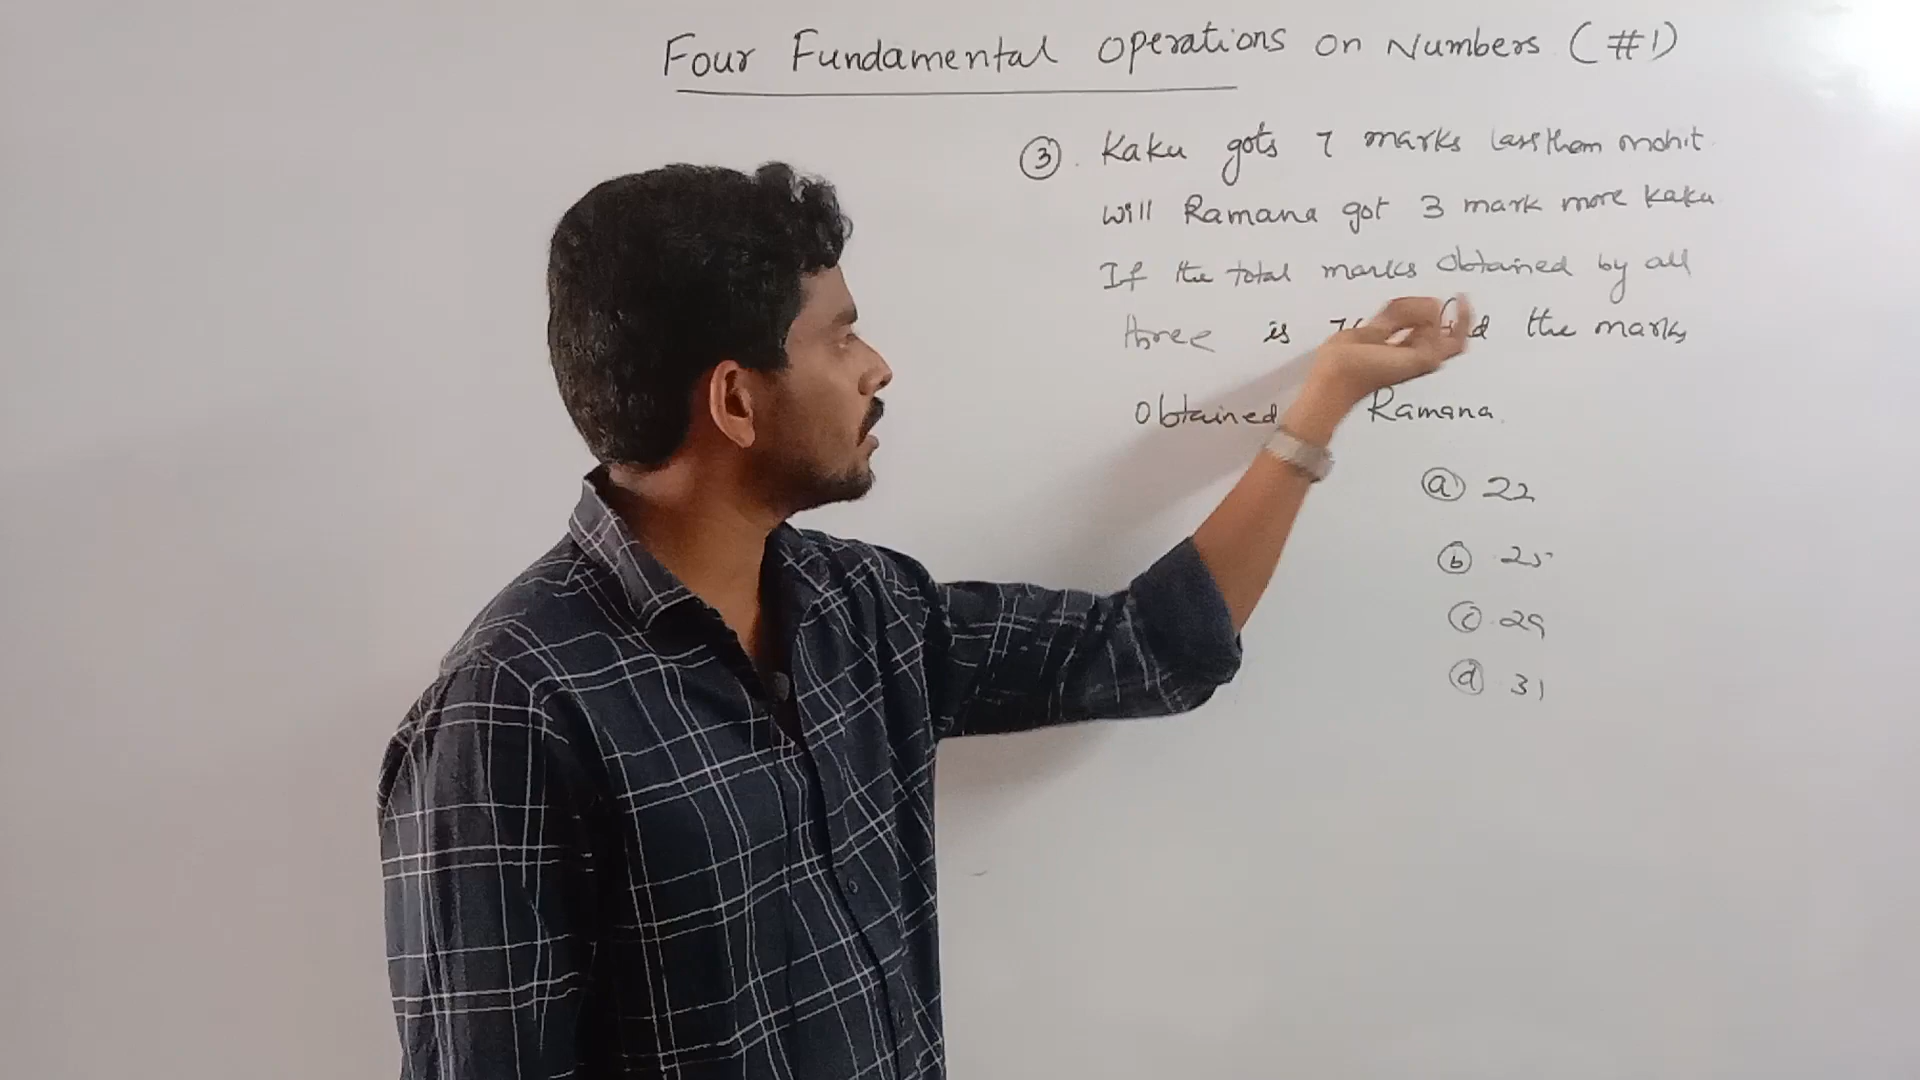 Four Fundamental Operations on Numbers (#1)
③. Kaku gots 7 marks lessthem mohit
will Ramana got 3 mark more kaku
If the total marks obtained by all
three is the marks
Obtained Ramana.
ⓐ 22
ⓑ 25
ⓒ 29
ⓓ 31